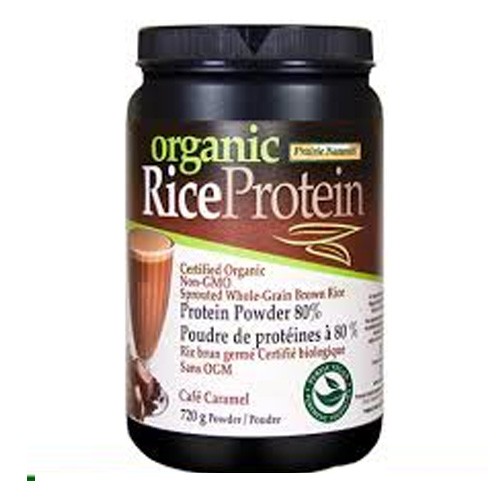 organic
Prairie Naturals
RiceProtein
Certified Organic
Non-GMO
Sprouted Whole-Grain Brown Rice
Protein Powder 80%
Poudre de protéines à 80 %
Riz brun germé Certifié biologique
Sans OGM
Café Caramel
720 g Powder / Poudre